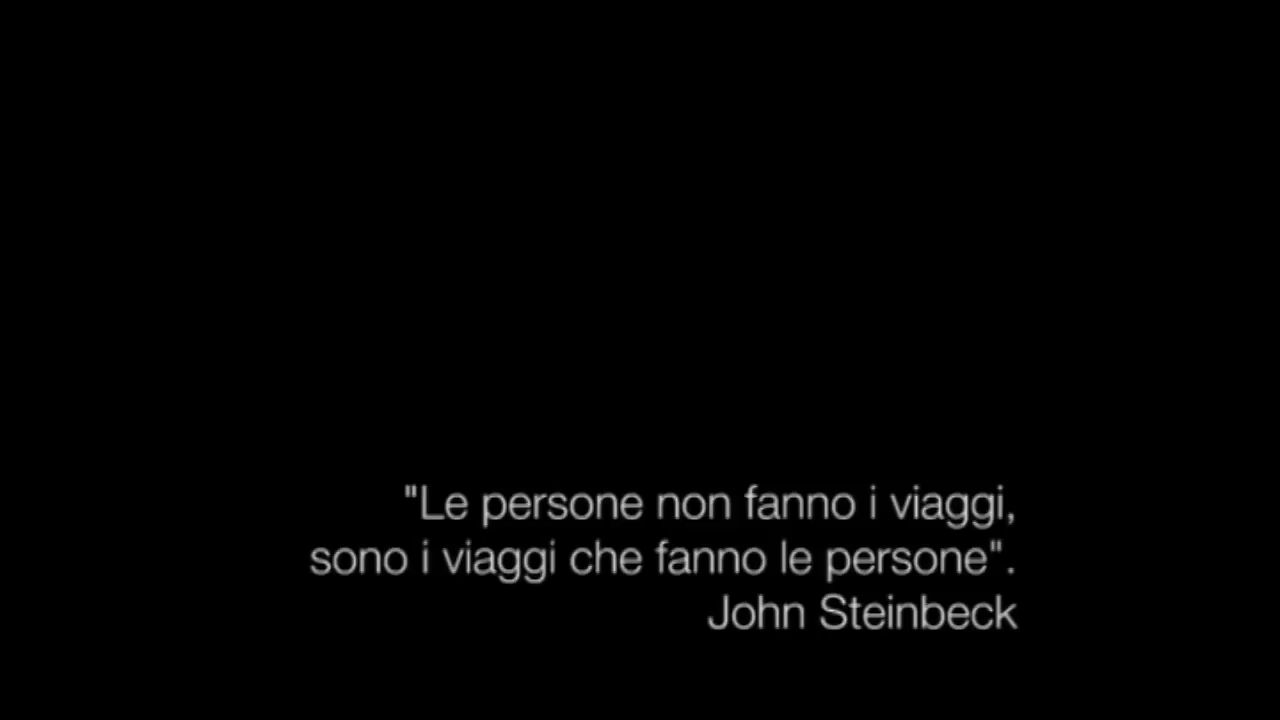 "Le persone non fanno i viaggi,
sono i viaggi che fanno le persone".
John Steinbeck